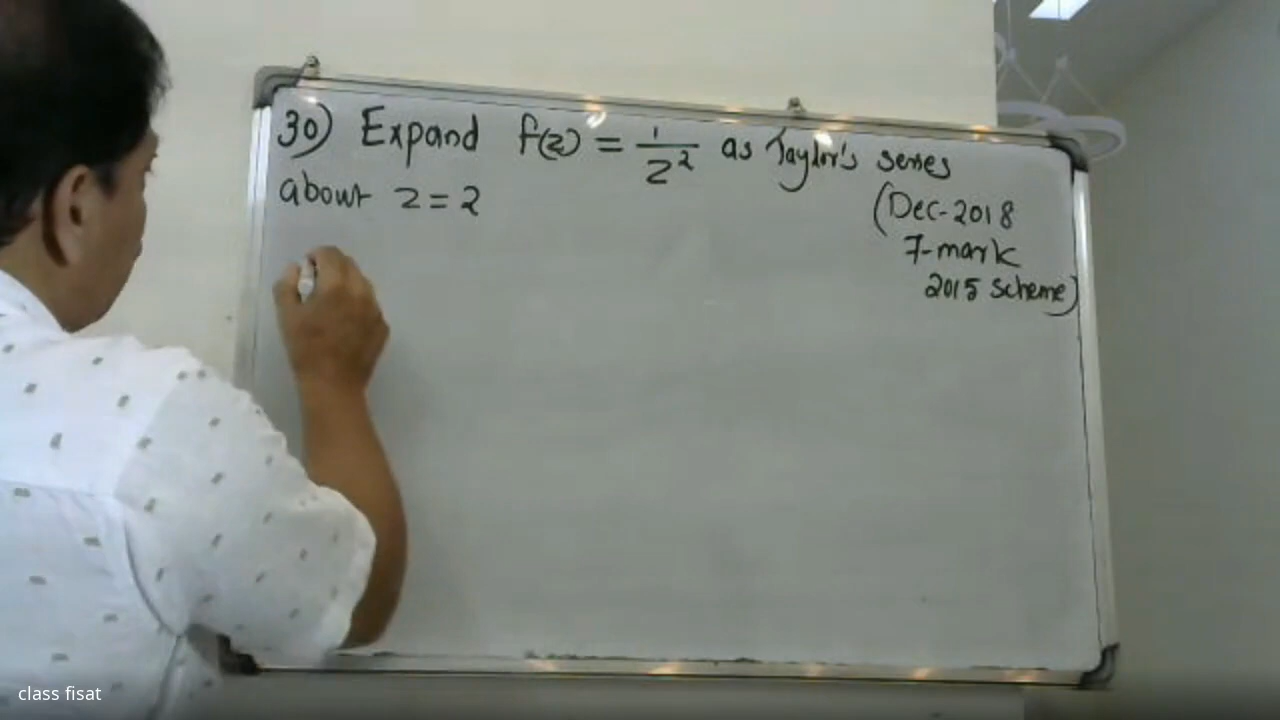 30) Expand f(z) = 1/z² as Taylor's series
about z = 2
(Dec-2018
7-mark
2015 scheme)
class fisat